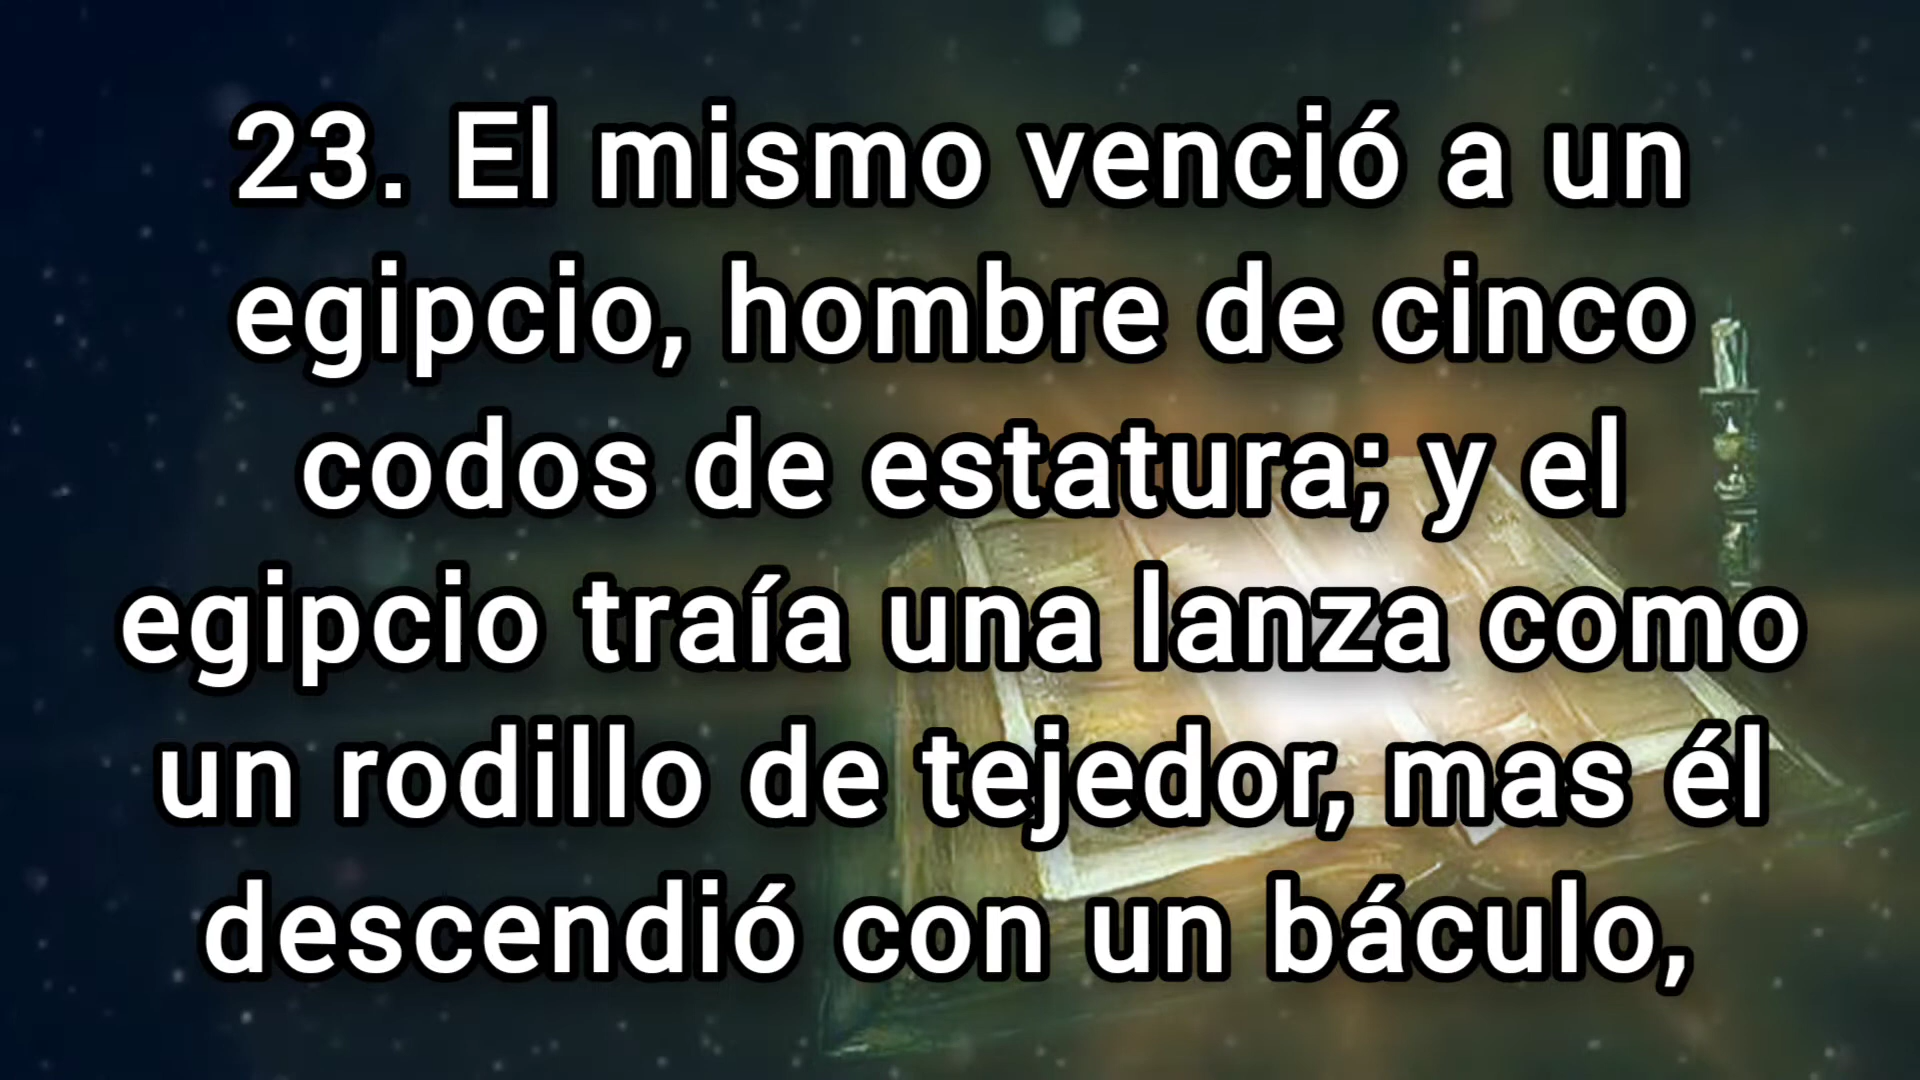 23. El mismo venció a un
egipcio, hombre de cinco
codos de estatura; y el
egipcio traía una lanza como
un rodillo de tejedor, mas él
descendió con un báculo,